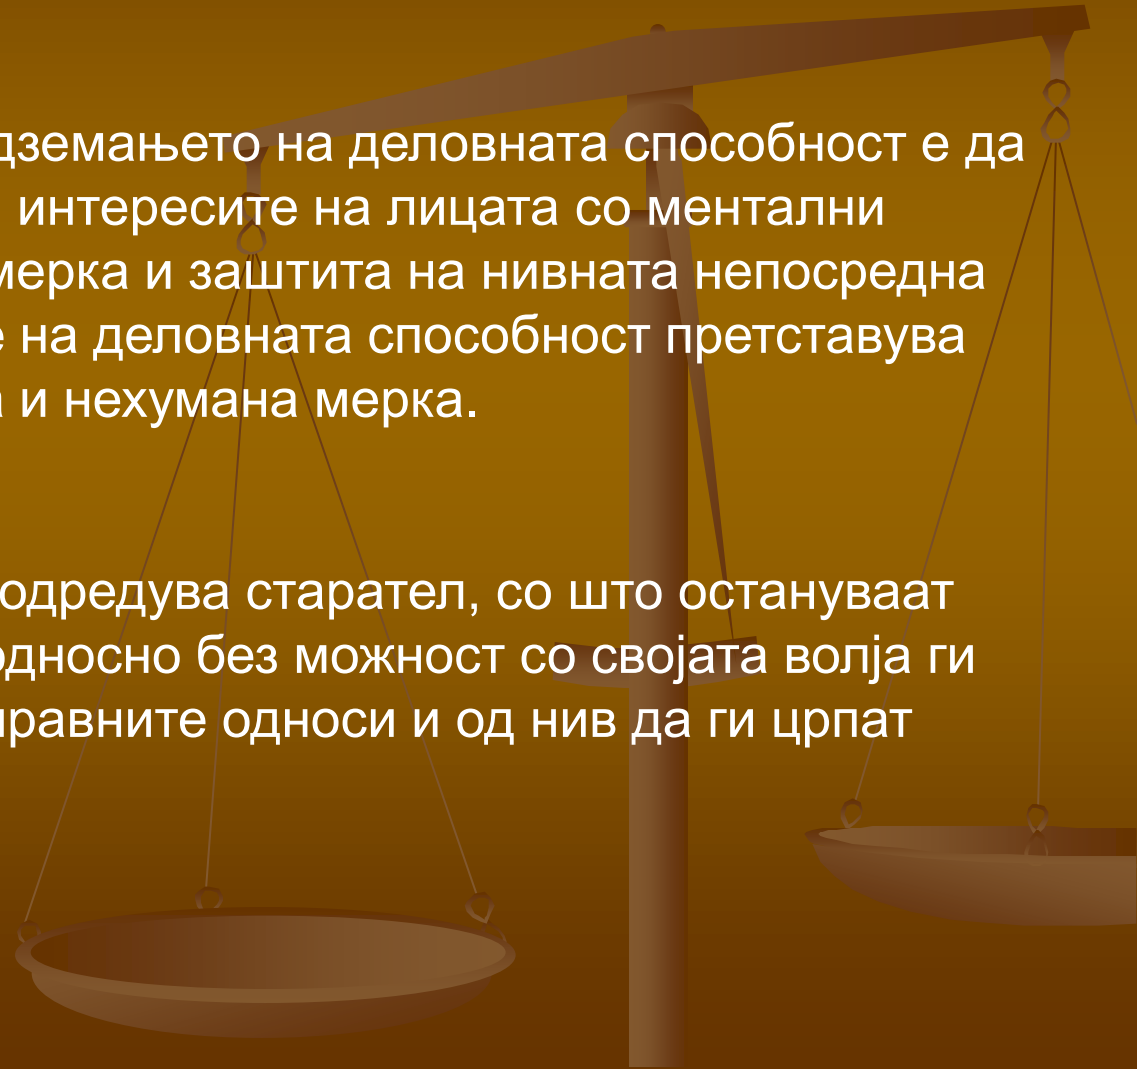 дземањето на деловната способност е да
интересите на лицата со ментални
мерка и заштита на нивната непосредна
е на деловната способност претставува
а и нехумана мерка.
одредува старател, со што остануваат
односно без можност со својата волја ги
правните односи и од нив да ги црпат